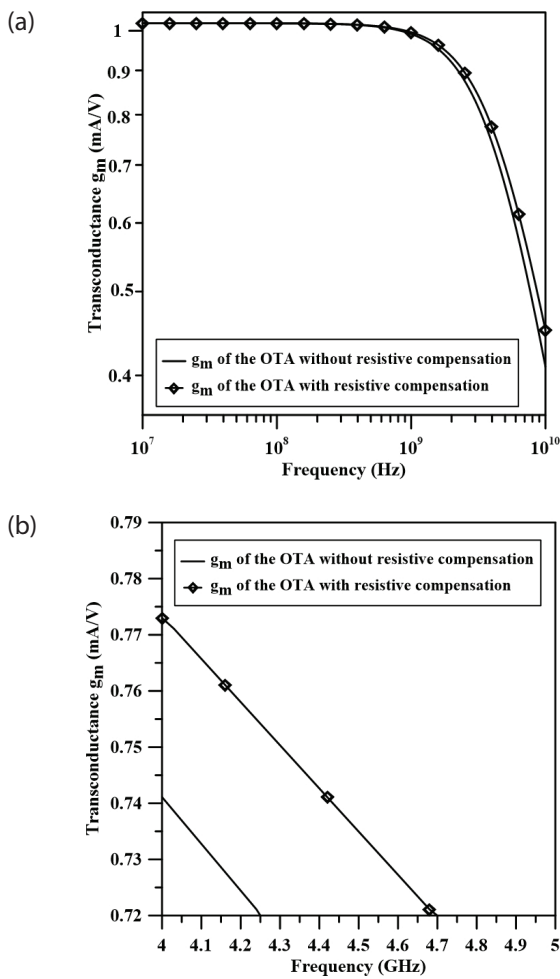 (a)
1
0.9
0.8
0.7
0.6
0.5
0.4
Transconductance gm (mA/V)
gm of the OTA without resistive compensation
gm of the OTA with resistive compensation
10^7 10^8 10^9 10^10
Frequency (Hz)
(b)
0.79
0.78
0.77
0.76
0.75
0.74
0.73
0.72
Transconductance gm (mA/V)
gm of the OTA without resistive compensation
gm of the OTA with resistive compensation
4 4.1 4.2 4.3 4.4 4.5 4.6 4.7 4.8 4.9 5
Frequency (GHz)